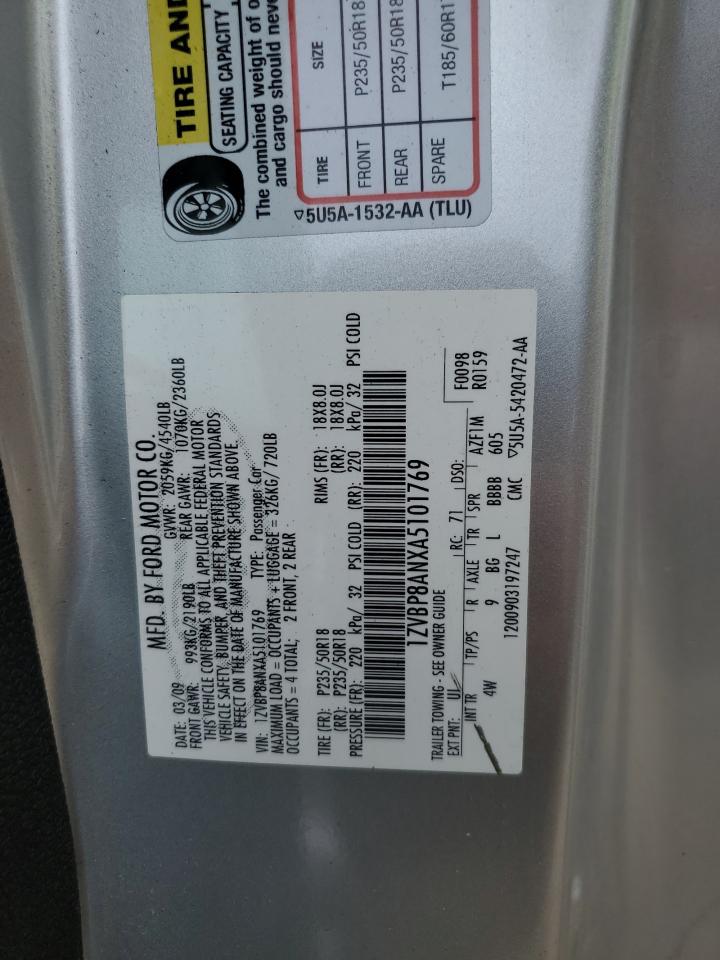 MFD. BY FORD MOTOR CO.
DATE: 03/09 GVWR: 2059KG/4540LB
FRONT GAWR: 993KG/2190LB REAR GAWR: 1070KG/2360LB
THIS VEHICLE CONFORMS TO ALL APPLICABLE FEDERAL MOTOR
VEHICLE SAFETY, BUMPER, AND THEFT PREVENTION STANDARDS
IN EFFECT ON THE DATE OF MANUFACTURE SHOWN ABOVE.
VIN: 1ZVBP8ANXA5101769 TYPE: Passenger Car
MAXIMUM LOAD = OCCUPANTS + LUGGAGE = 326KG/ 720LB
OCCUPANTS = 4 TOTAL; 2 FRONT, 2 REAR
TIRE (FR): P235/50R18 RIMS (FR): 18X8.0J
(RR): P235/50R18 (RR): 18X8.0J
PRESSURE (FR): 220 kPa/ 32 PSI COLD (RR): 220 kPa/ 32 PSI COLD
1ZVBP8ANXA5101769
TRAILER TOWING - SEE OWNER GUIDE
EXT PNT: UI RC: 71 DSO: F0098
R0159
INT TR TP/PS R AXLE TR SPR AZF1M
4W 9 BG L BBBB 605
1200903197247 CMC ▽5U5A-5420472-AA
TIRE AND
SEATING CAPACITY
The combined weight of o
and cargo should neve
TIRE SIZE
FRONT P235/50R18
REAR P235/50R18
SPARE T185/60R17
▽5U5A-1532-AA (TLU)